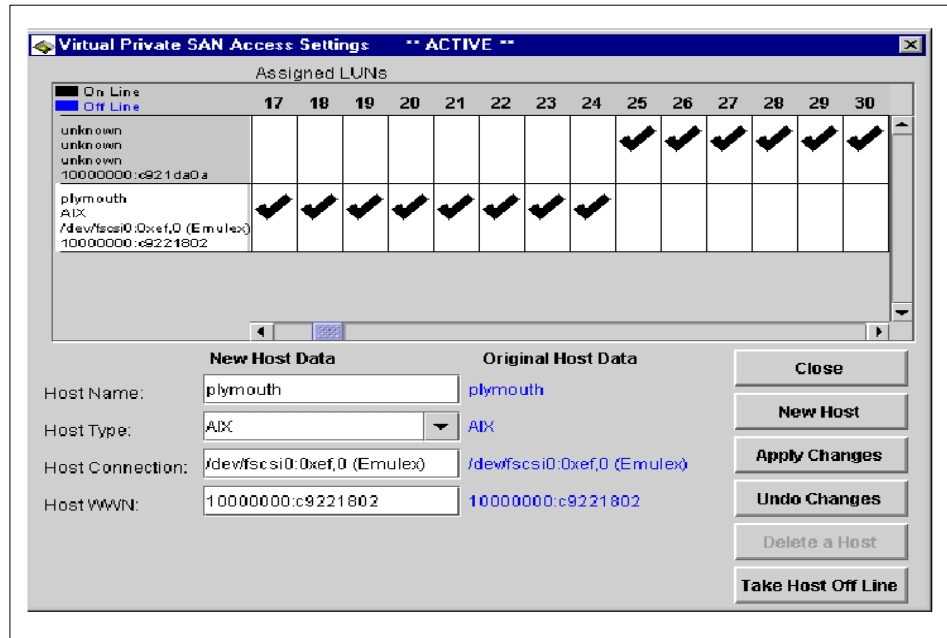 Virtual Private SAN Access Settings ** ACTIVE **
Assigned LUNs
On Line
Off Line
17 18 19 20 21 22 23 24 25 26 27 28 29 30
unknown
unknown
unknown
10000000:c921da0a
plymouth
AIX
/dev/fscsi0:0xef,0 (Emulex)
10000000:c9221802
New Host Data Original Host Data
Host Name: plymouth plymouth
Host Type: AIX AIX
Host Connection: /dev/fscsi0:0xef,0 (Emulex) /dev/fscsi0:0xef,0 (Emulex)
Host WWN: 10000000:c9221802 10000000:c9221802
Close
New Host
Apply Changes
Undo Changes
Delete a Host
Take Host Off Line